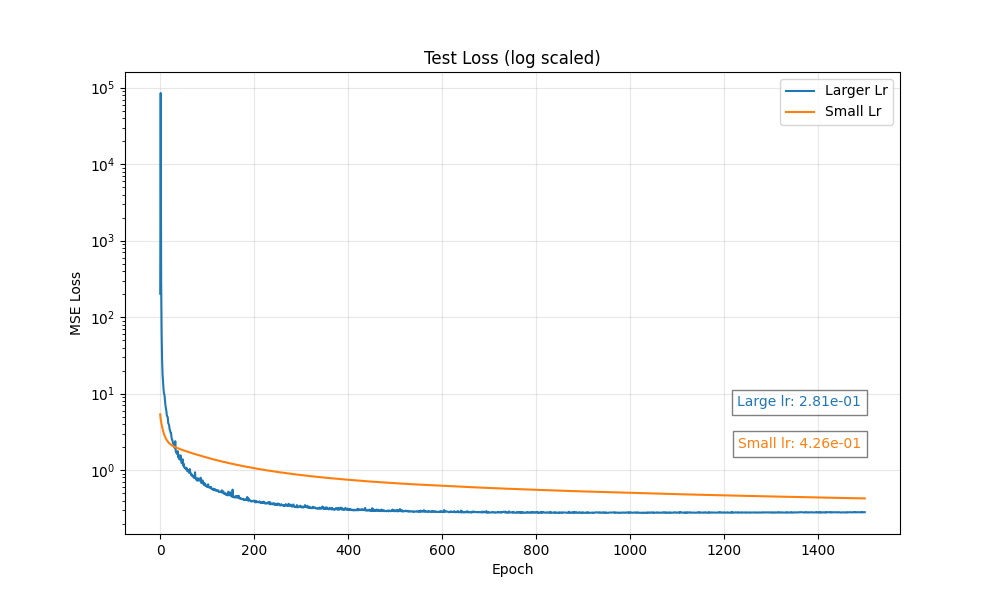 Test Loss (log scaled)
Larger Lr
Small Lr
MSE Loss
10^5
10^4
10^3
10^2
10^1
10^0
Large lr: 2.81e-01
Small lr: 4.26e-01
0 200 400 600 800 1000 1200 1400
Epoch